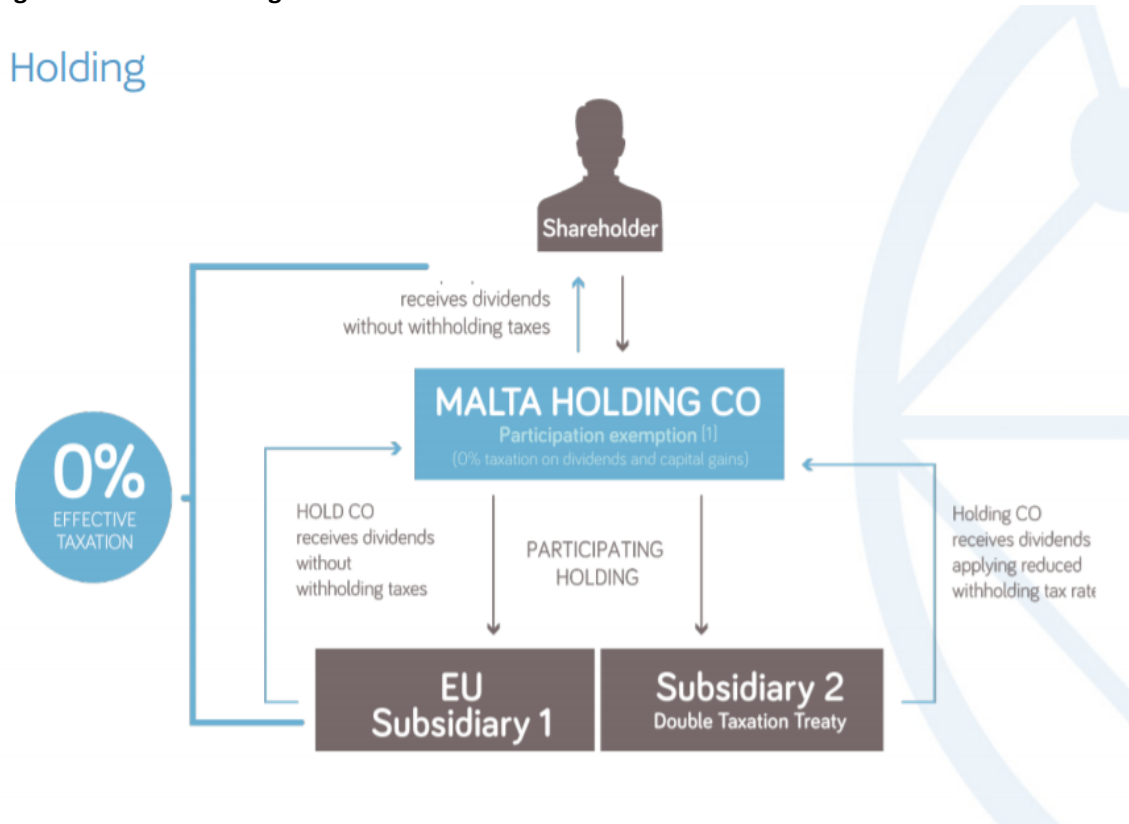 Holding
Shareholder
receives dividends
without withholding taxes
MALTA HOLDING CO
Participation exemption [1]
(0% taxation on dividends and capital gains)
0%
EFFECTIVE
TAXATION
HOLD CO
receives dividends
without
withholding taxes
PARTICIPATING
HOLDING
Holding CO
receives dividends
applying reduced
withholding tax rate
EU
Subsidiary 1
Subsidiary 2
Double Taxation Treaty